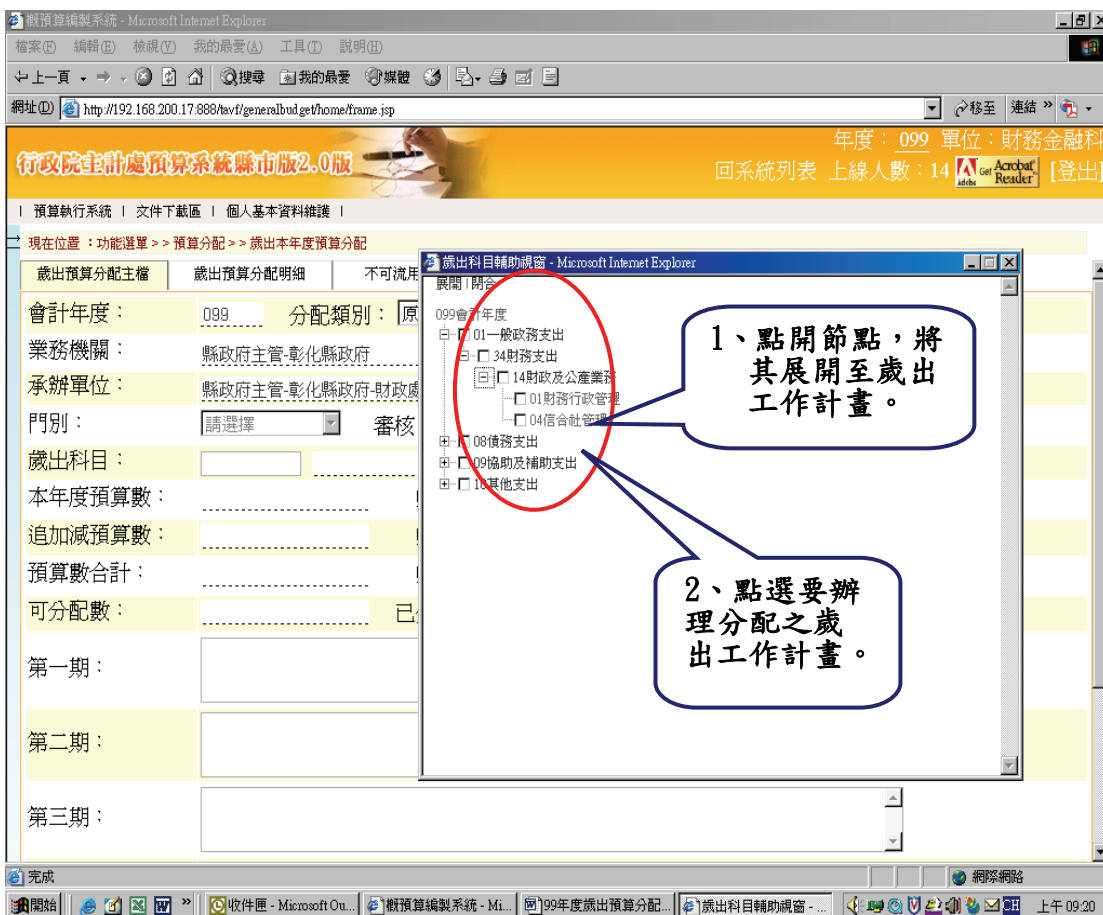 概預算編製系統 - Microsoft Internet Explorer
檔案(F) 編輯(E) 檢視(V) 我的最愛(A) 工具(T) 說明(H)
上一頁 搜尋 我的最愛 媒體
網址(D) http://192.168.200.17:888/tavf/generalbudget/home/frame.jsp 移至 連結 »
年度：099 單位：財務金融科
行政院主計處預算系統縣市版2.0版
回系統列表 上線人數：14 Adobe Get Acrobat Reader [登出]
| 預算執行系統 | 文件下載區 | 個人基本資料維護 |
現在位置：功能選單>>預算分配>>歲出本年度預算分配
歲出預算分配主檔 歲出預算分配明細 不可流用
會計年度： 099 分配類別： 原
業務機關： 縣政府主管-彰化縣政府
承辦單位： 縣政府主管-彰化縣政府-財政處
門別： 請選擇 審核
歲出科目：
本年度預算數：
追加減預算數：
預算數合計：
可分配數： 已
第一期：
第二期：
第三期：
歲出科目輔助視窗 - Microsoft Internet Explorer
展開|閉合
099會計年度
01一般政務支出
34財務支出
14財政及公產業務
01財務行政管理
04信合社管理
08債務支出
09協助及補助支出
10其他支出
1、點開節點，將
其展開至歲出
工作計畫。
2、點選要辦
理分配之歲
出工作計畫。
完成 網際網路
開始 » 收件匣 - Microsoft Ou... 概預算編製系統 - Mi... 99年度歲出預算分配... 歲出科目輔助視窗 - ... CH 上午 09:20